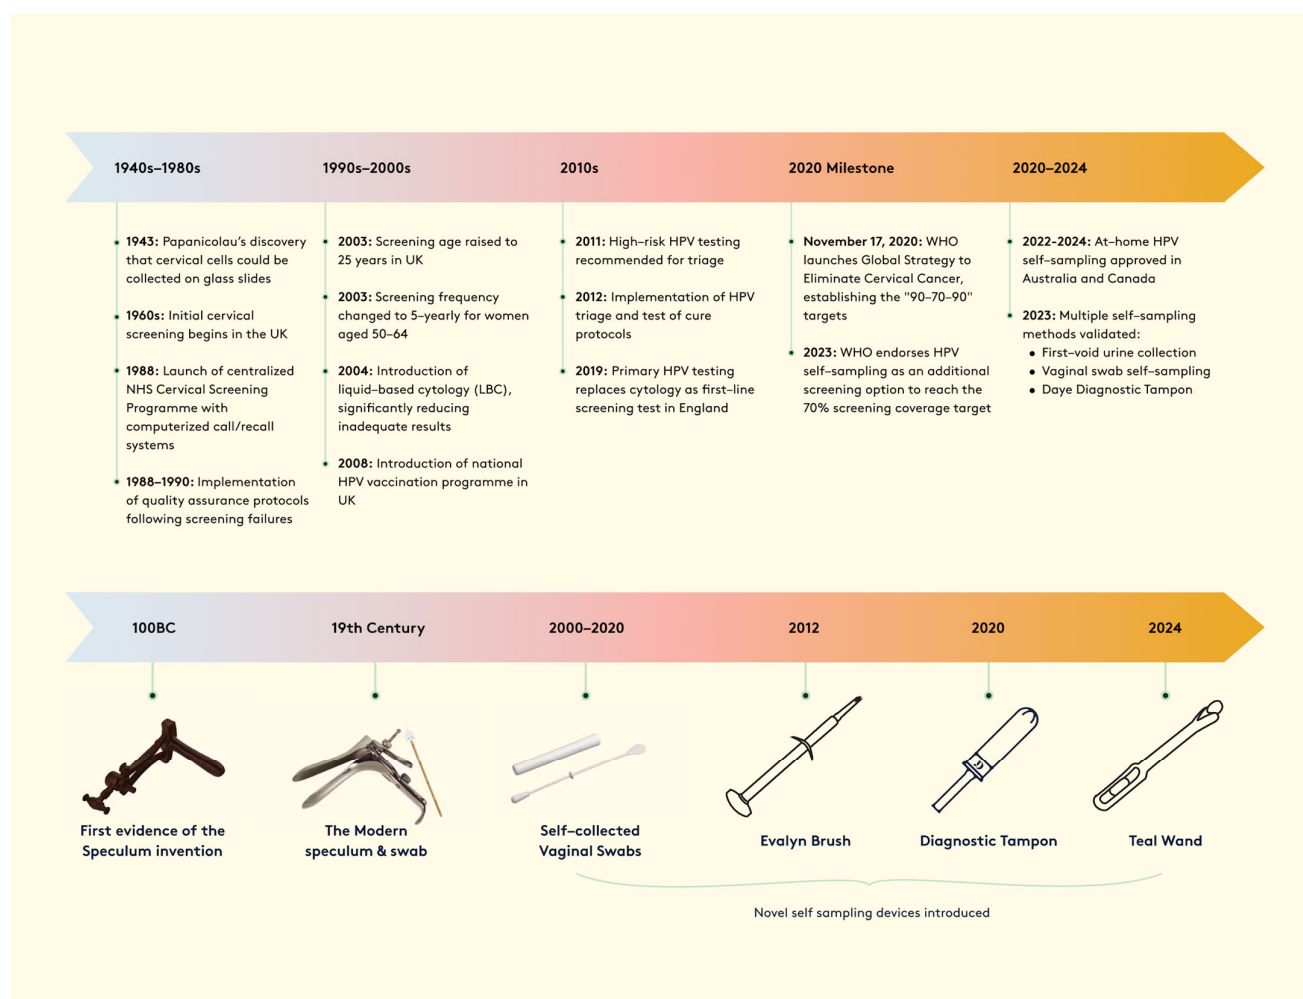 1940s–1980s
1990s–2000s
2010s
2020 Milestone
2020–2024
1943: Papanicolau's discovery
that cervical cells could be
collected on glass slides
1960s: Initial cervical
screening begins in the UK
1988: Launch of centralized
NHS Cervical Screening
Programme with
computerized call/recall
systems
1988–1990: Implementation
of quality assurance protocols
following screening failures
2003: Screening age raised to
25 years in UK
2003: Screening frequency
changed to 5–yearly for women
aged 50–64
2004: Introduction of
liquid–based cytology (LBC),
significantly reducing
inadequate results
2008: Introduction of national
HPV vaccination programme in
UK
2011: High–risk HPV testing
recommended for triage
2012: Implementation of HPV
triage and test of cure
protocols
2019: Primary HPV testing
replaces cytology as first–line
screening test in England
November 17, 2020: WHO
launches Global Strategy to
Eliminate Cervical Cancer,
establishing the "90–70–90"
targets
2023: WHO endorses HPV
self–sampling as an additional
screening option to reach the
70% screening coverage target
2022-2024: At–home HPV
self–sampling approved in
Australia and Canada
2023: Multiple self–sampling
methods validated:
• First–void urine collection
• Vaginal swab self–sampling
• Daye Diagnostic Tampon
100BC
19th Century
2000–2020
2012
2020
2024
First evidence of the
Speculum invention
The Modern
speculum & swab
Self–collected
Vaginal Swabs
Evalyn Brush
Diagnostic Tampon
Teal Wand
Novel self sampling devices introduced